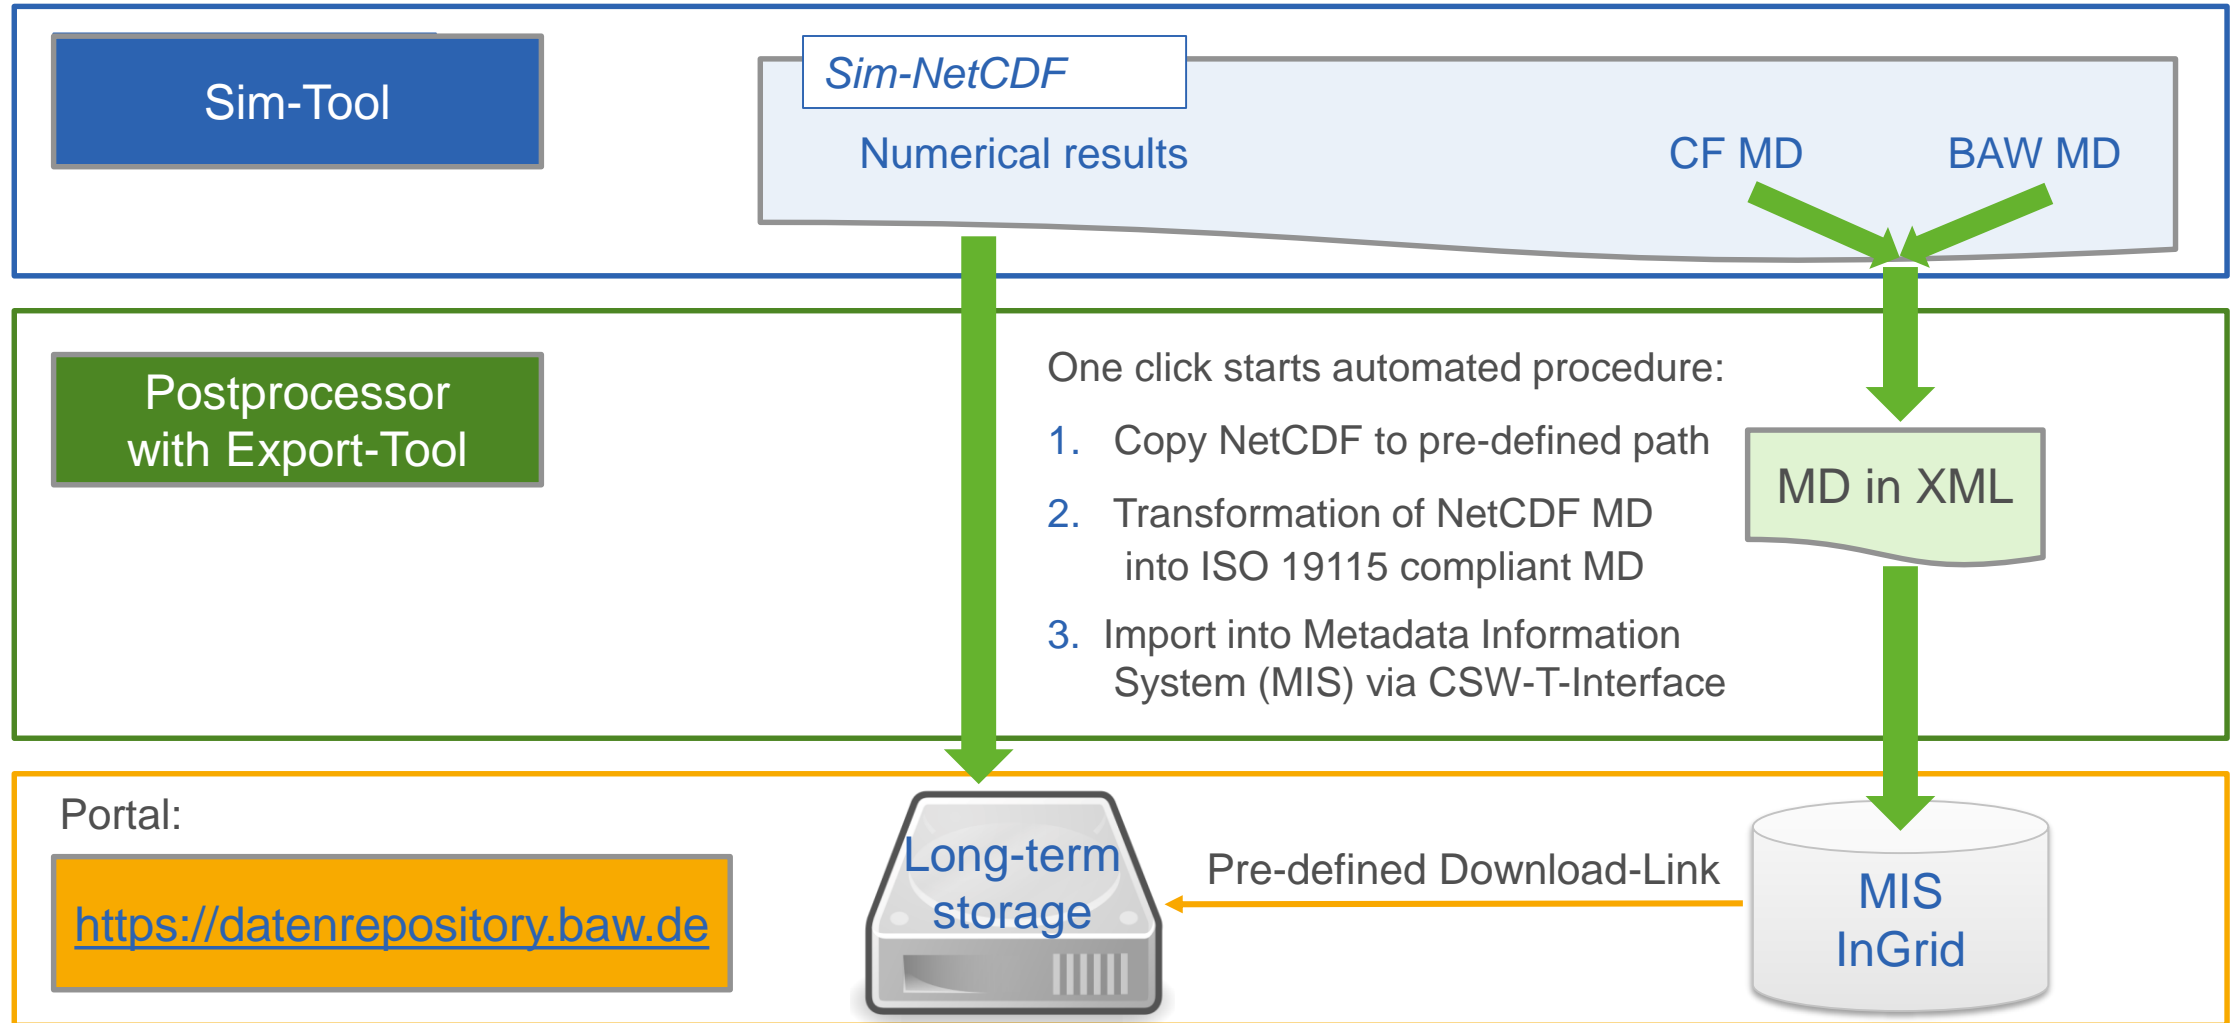 Sim-Tool
Sim-NetCDF
Numerical results
CF MD
BAW MD
Postprocessor
with Export-Tool
One click starts automated procedure:
1. Copy NetCDF to pre-defined path
2. Transformation of NetCDF MD
into ISO 19115 compliant MD
3. Import into Metadata Information
System (MIS) via CSW-T-Interface
MD in XML
Portal:
https://datenrepository.baw.de
Long-term
storage
Pre-defined Download-Link
MIS
InGrid